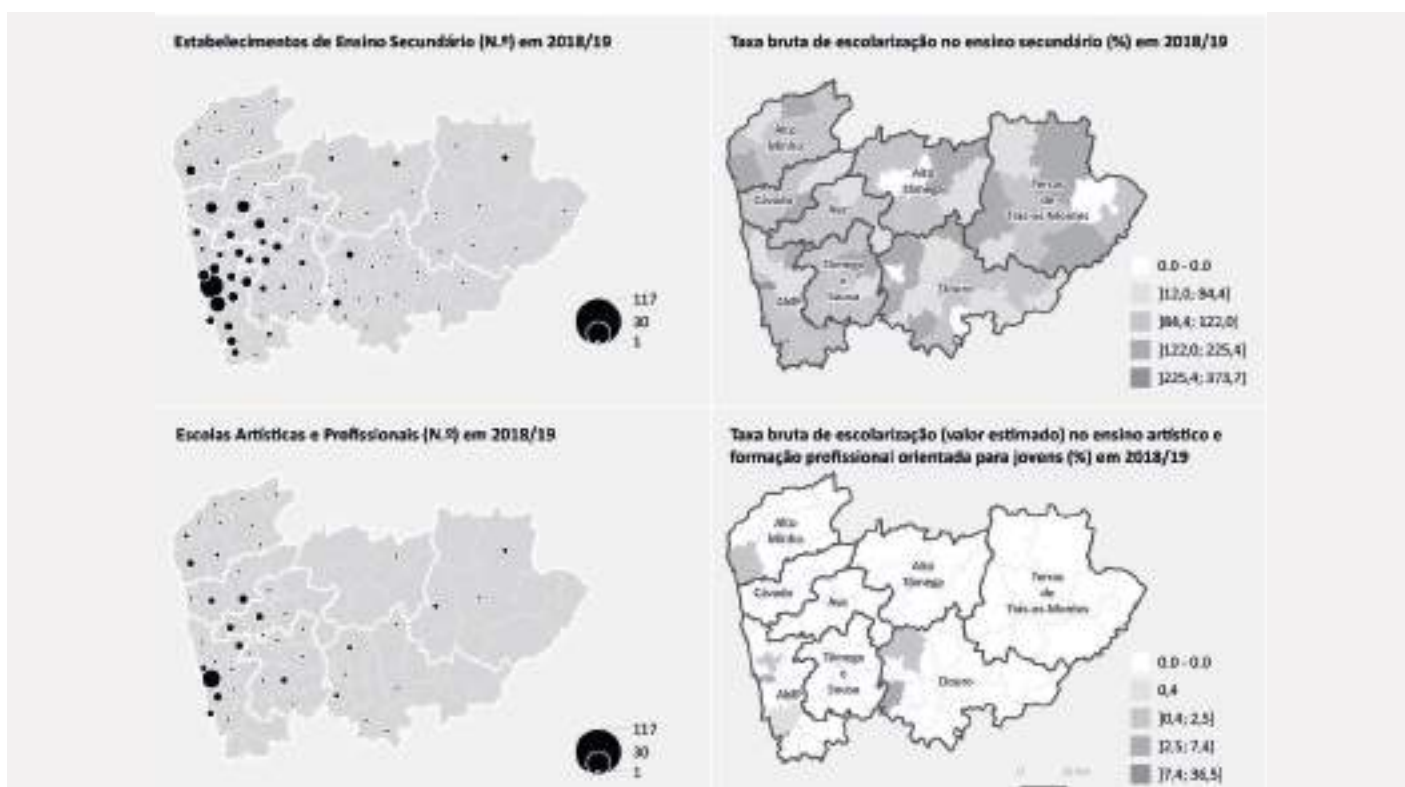 Estabelecimentos de Ensino Secundário (N.º) em 2018/19
117
30
1
Taxa bruta de escolarização no ensino secundário (%) em 2018/19
Alto
Minho
Cávado
Ave
Alto
Tâmega
Terras
de
Trás-os-Montes
AMP
Tâmega
e
Sousa
Douro
0.0 - 0.0
]12,0; 94,4]
]84,4; 122,0]
]122,0; 225,4]
]225,4; 373,7]
Escolas Artísticas e Profissionais (N.º) em 2018/19
117
30
1
Taxa bruta de escolarização (valor estimado) no ensino artístico e
formação profissional orientada para jovens (%) em 2018/19
Alto
Minho
Cávado
Ave
Alto
Tâmega
Terras
de
Trás-os-Montes
AMP
Tâmega
e
Sousa
Douro
0.0 - 0.0
0,4
]0,4; 2,5]
]2,5; 7,4]
]7,4; 36,5]